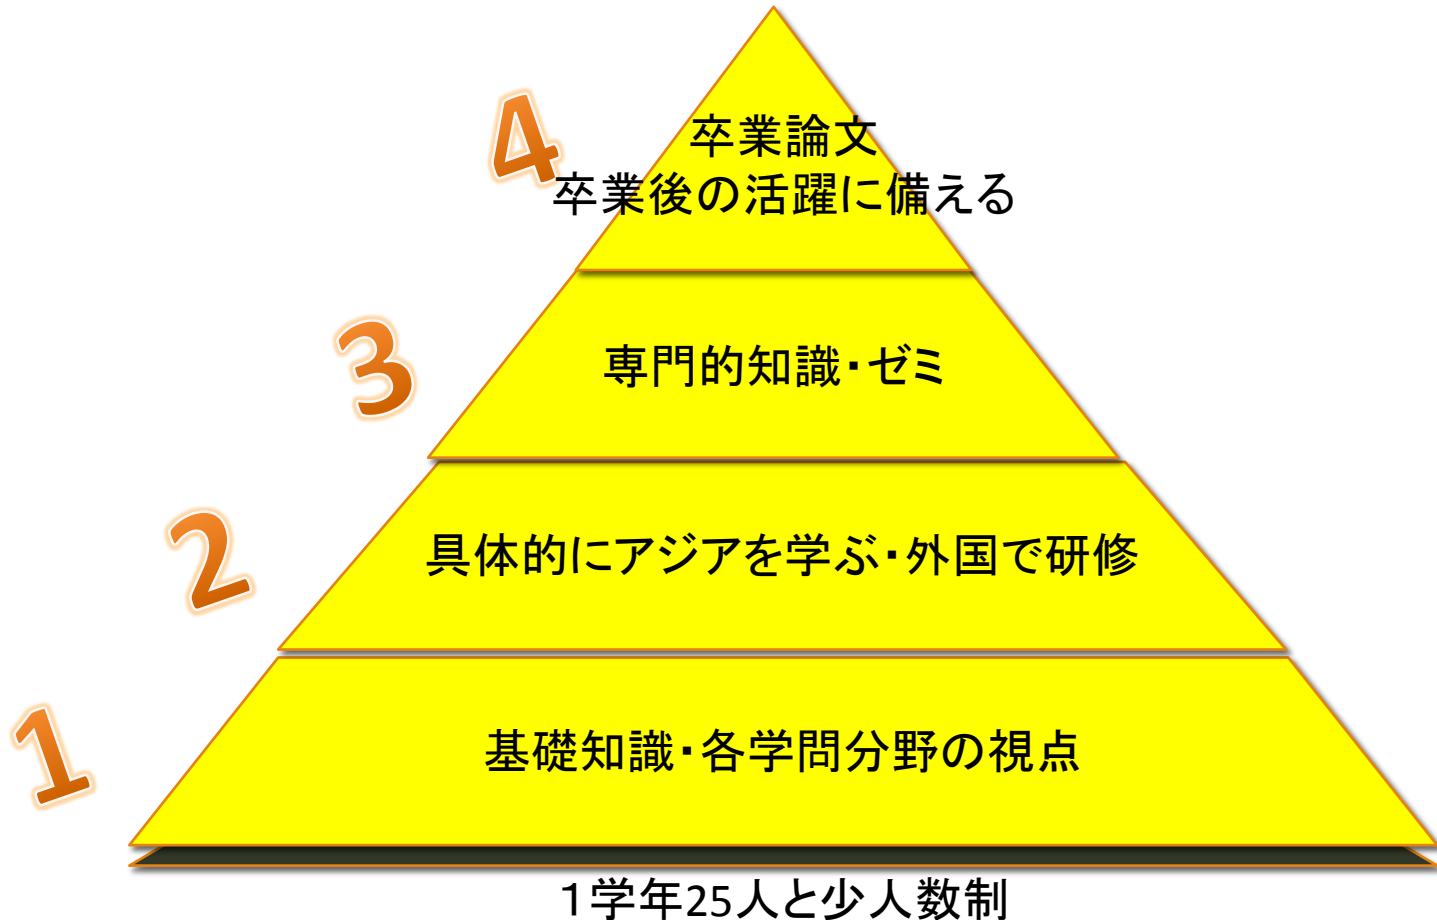 4
卒業論文
卒業後の活躍に備える
3
専門的知識・ゼミ
2
具体的にアジアを学ぶ・外国で研修
1
基礎知識・各学問分野の視点
１学年25人と少人数制